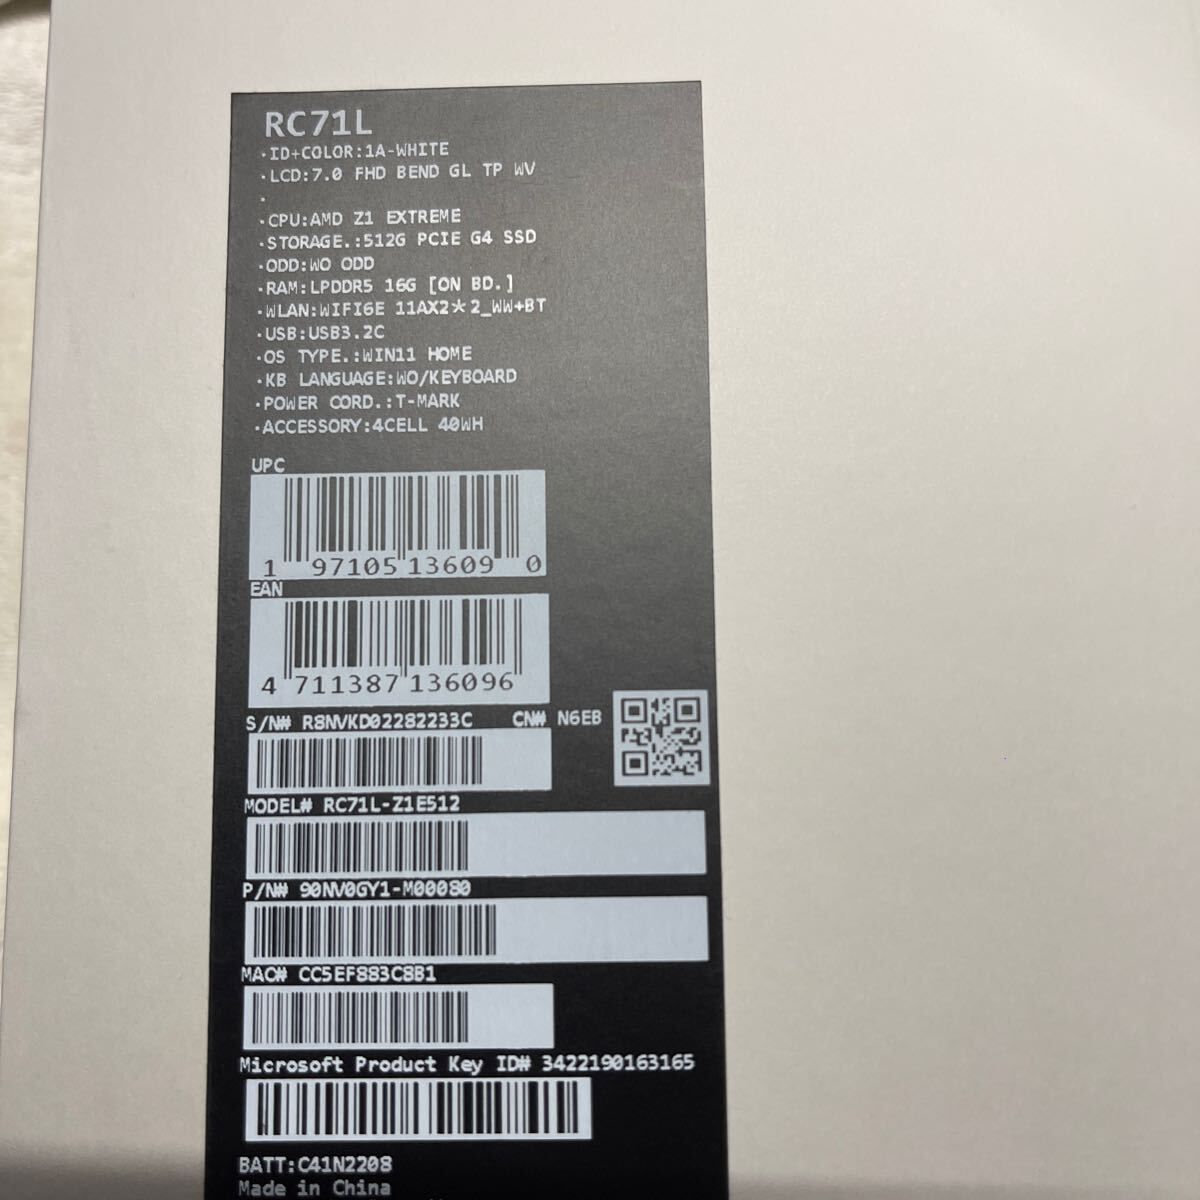 RC71L
·ID+COLOR:1A-WHITE
·LCD:7.0 FHD BEND GL TP WV
·
·CPU:AMD Z1 EXTREME
·STORAGE.:512G PCIE G4 SSD
·ODD:WO ODD
·RAM:LPDDR5 16G [ON BD.]
·WLAN:WIFI6E 11AX2*2_WW+BT
·USB:USB3.2C
·OS TYPE.:WIN11 HOME
·KB LANGUAGE:WO/KEYBOARD
·POWER CORD.:T-MARK
·ACCESSORY:4CELL 40WH
UPC
1 97105 13609 0
EAN
4 711387 136096
S/N# R8NVKD02282233C CN# N6EB
MODEL# RC71L-Z1E512
P/N# 90NV0GY1-M00080
MAC# CC5EF883C8B1
Microsoft Product Key ID# 3422190163165
BATT:C41N2208
Made in China